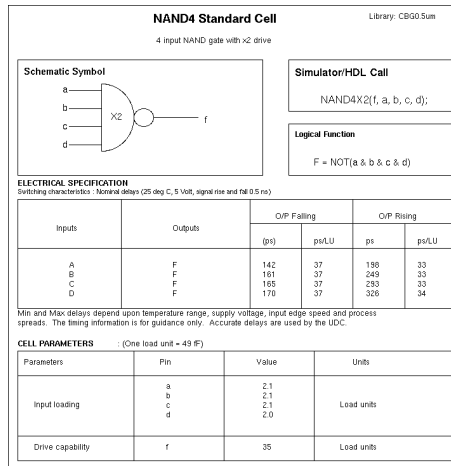 NAND4 Standard Cell
Library: CBG0.5um
4 input NAND gate with x2 drive
Schematic Symbol
a
b
c
d
X2
f
Simulator/HDL Call
NAND4X2(f, a, b, c, d);
Logical Function
F = NOT(a & b & c & d)
ELECTRICAL SPECIFICATION
Switching characteristics : Nominal delays (25 deg C, 5 Volt, signal rise and fall 0.5 ns)
Inputs Outputs O/P Falling O/P Rising
(ps) ps/LU ps ps/LU
A F 142 37 198 33
B F 161 37 249 33
C F 165 37 293 33
D F 170 37 326 34
Min and Max delays depend upon temperature range, supply voltage, input edge speed and process
spreads. The timing information is for guidance only. Accurate delays are used by the UDC.
CELL PARAMETERS : (One load unit = 49 fF)
Parameters Pin Value Units
Input loading
a 2.1
b 2.1
c 2.1
d 2.0
Load units
Drive capability f 35 Load units